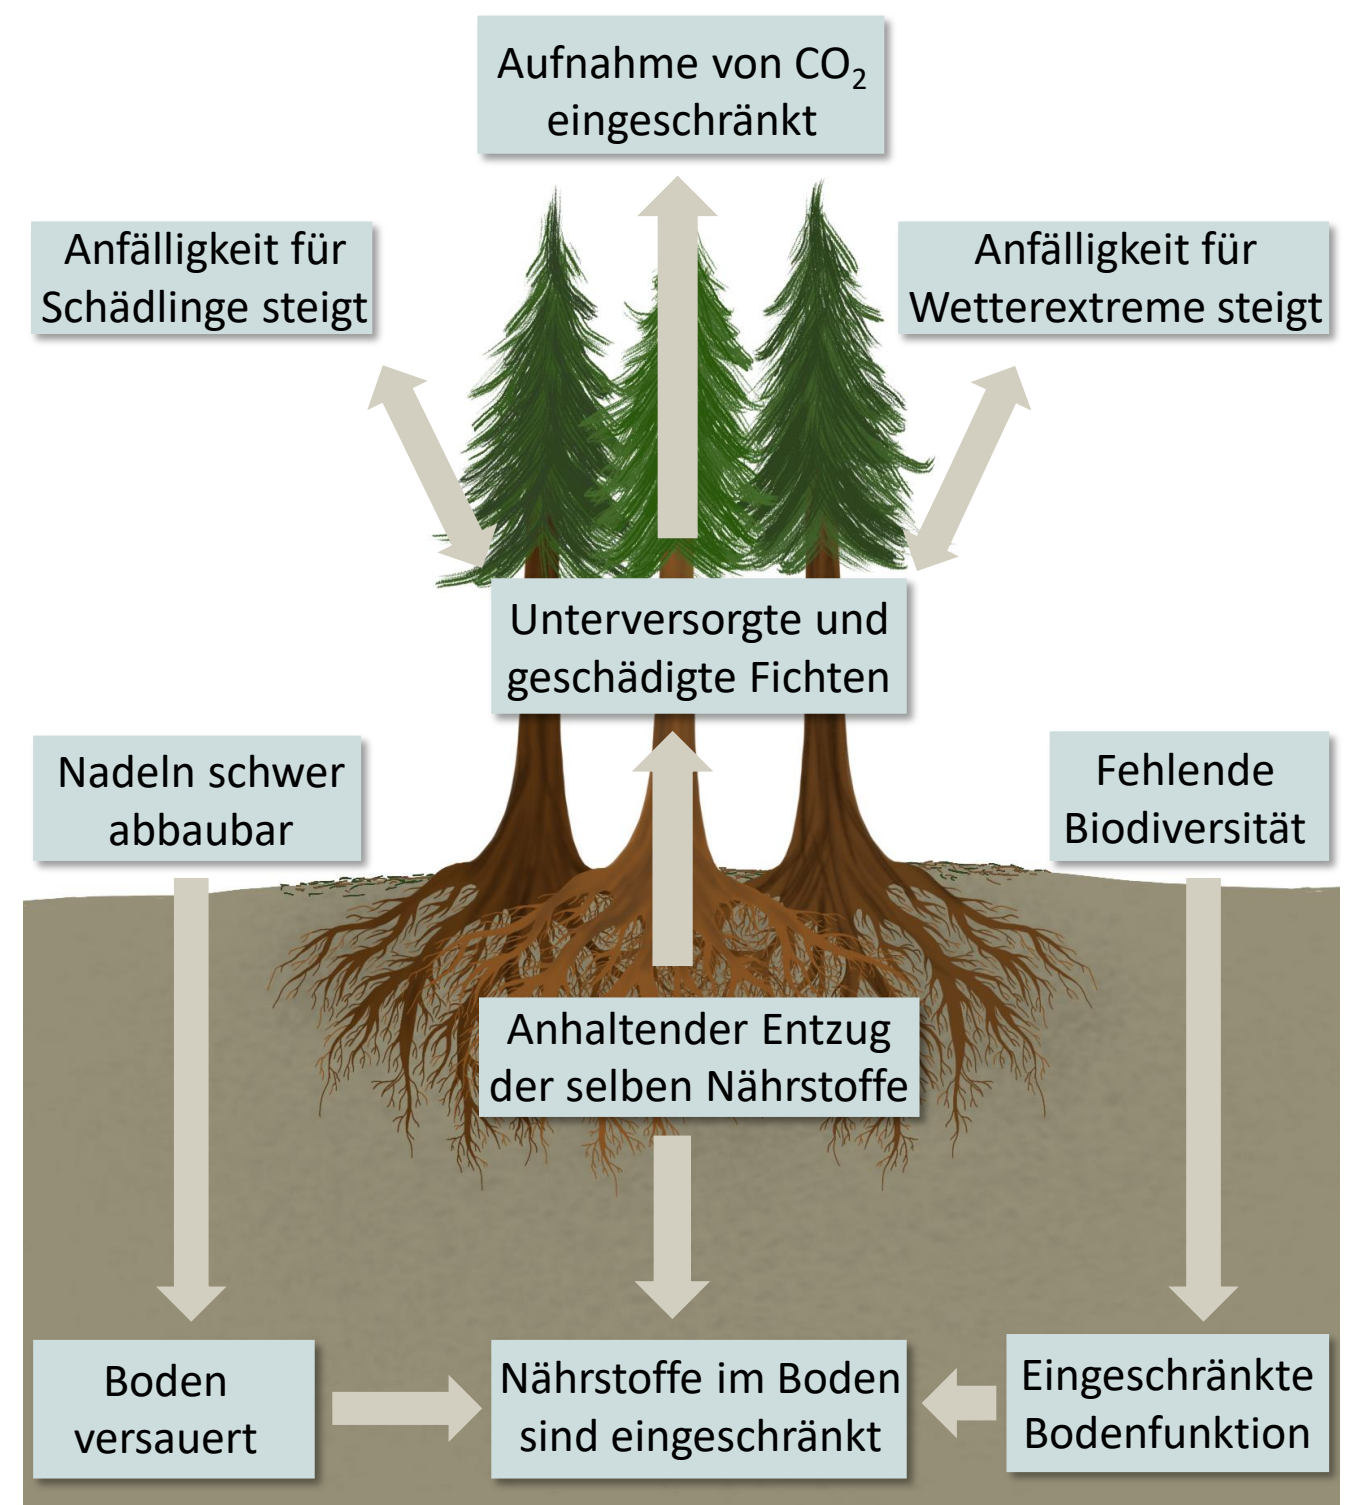 Aufnahme von CO₂
eingeschränkt
Anfälligkeit für
Schädlinge steigt
Anfälligkeit für
Wetterextreme steigt
Unterversorgte und
geschädigte Fichten
Nadeln schwer
abbaubar
Fehlende
Biodiversität
Anhaltender Entzug
der selben Nährstoffe
Boden
versauert
Nährstoffe im Boden
sind eingeschränkt
Eingeschränkte
Bodenfunktion